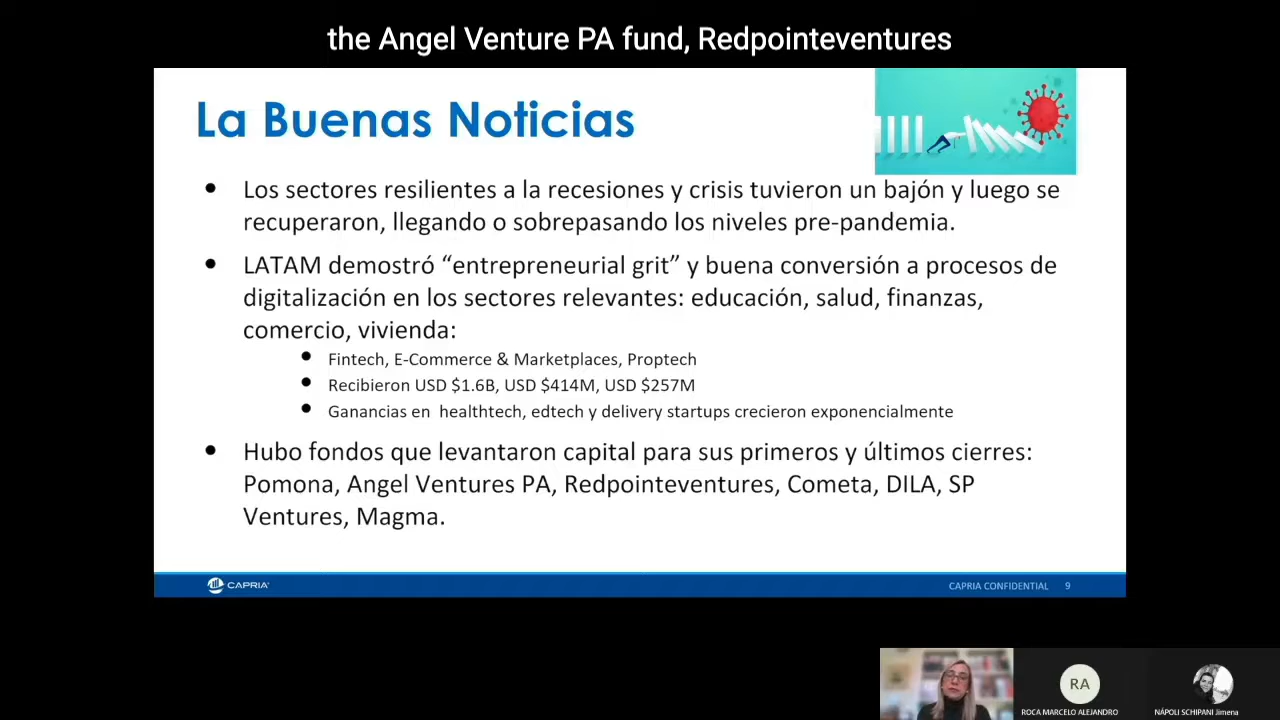 the Angel Venture PA fund, Redpointeventures
La Buenas Noticias
Los sectores resilientes a la recesiones y crisis tuvieron un bajón y luego se
recuperaron, llegando o sobrepasando los niveles pre-pandemia.
LATAM demostró “entrepreneurial grit” y buena conversión a procesos de
digitalización en los sectores relevantes: educación, salud, finanzas,
comercio, vivienda:
Fintech, E-Commerce & Marketplaces, Proptech
Recibieron USD $1.6B, USD $414M, USD $257M
Ganancias en healthtech, edtech y delivery startups crecieron exponencialmente
Hubo fondos que levantaron capital para sus primeros y últimos cierres:
Pomona, Angel Ventures PA, Redpointeventures, Cometa, DILA, SP
Ventures, Magma.
CAPRIA
CAPRIA CONFIDENTIAL 9
RA
ROCA MARCELO ALEJANDRO
NÁPOLI SCHIPANI Jimena